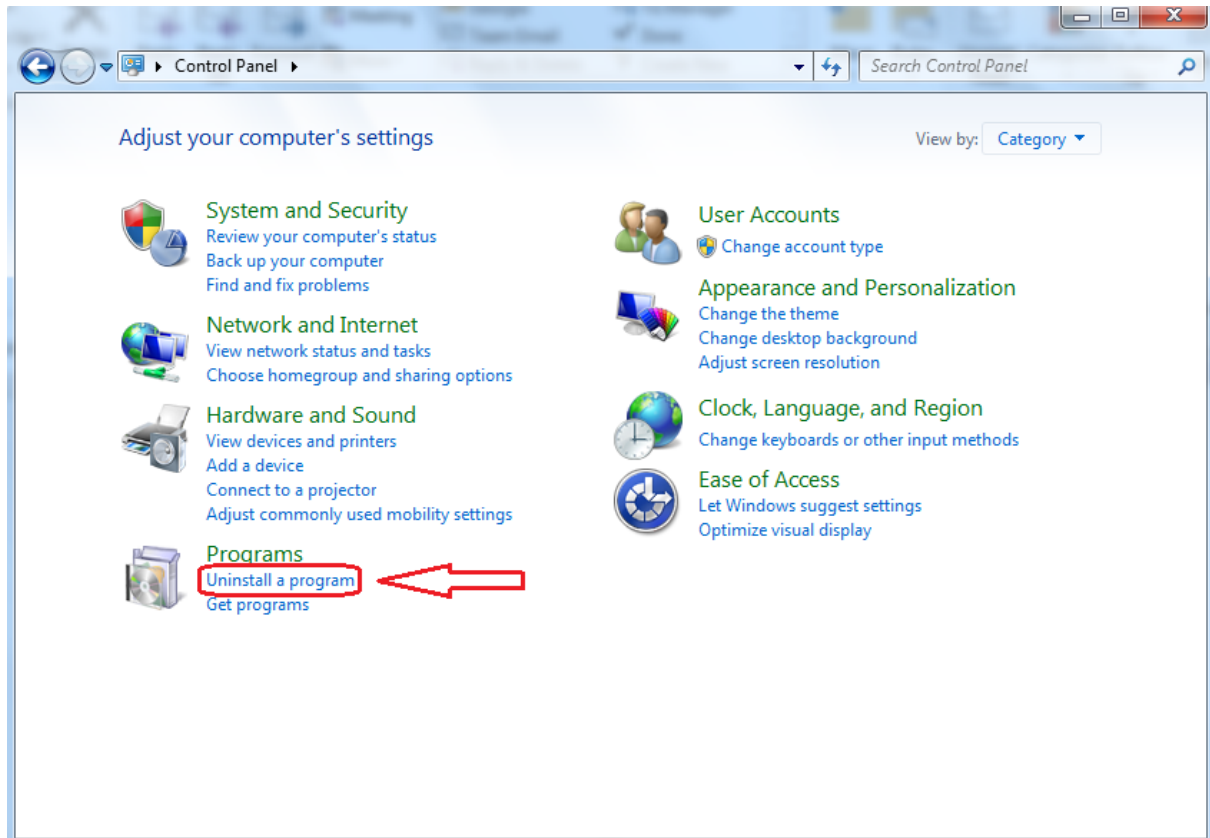 Control Panel
Search Control Panel
Adjust your computer's settings
View by: Category
System and Security
Review your computer's status
Back up your computer
Find and fix problems
Network and Internet
View network status and tasks
Choose homegroup and sharing options
Hardware and Sound
View devices and printers
Add a device
Connect to a projector
Adjust commonly used mobility settings
Programs
Uninstall a program
Get programs
User Accounts
Change account type
Appearance and Personalization
Change the theme
Change desktop background
Adjust screen resolution
Clock, Language, and Region
Change keyboards or other input methods
Ease of Access
Let Windows suggest settings
Optimize visual display